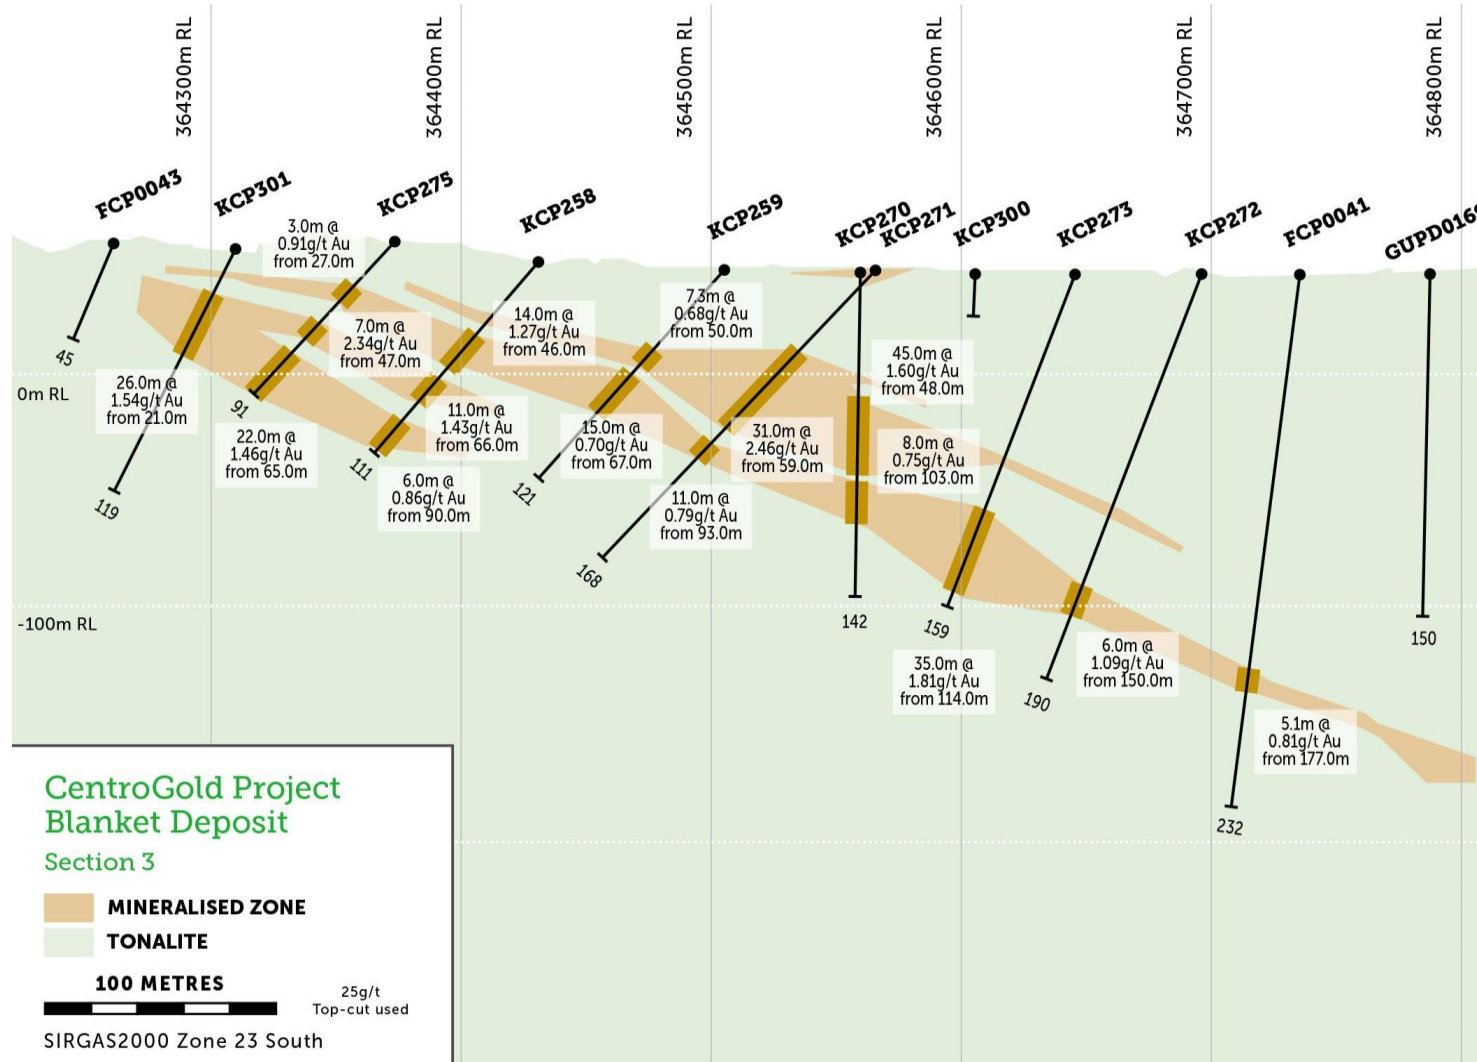 364300m RL
364400m RL
364500m RL
364600m RL
364700m RL
364800m RL
FCP0043
KCP301
KCP275
KCP258
KCP259
KCP270
KCP271
KCP300
KCP273
KCP272
FCP0041
GUPD016
3.0m @
0.91g/t Au
from 27.0m
7.0m @
2.34g/t Au
from 47.0m
14.0m @
1.27g/t Au
from 46.0m
7.3m @
0.68g/t Au
from 50.0m
45.0m @
1.60g/t Au
from 48.0m
45
0m RL
26.0m @
1.54g/t Au
from 21.0m
91
22.0m @
1.46g/t Au
from 65.0m
11.0m @
1.43g/t Au
from 66.0m
15.0m @
0.70g/t Au
from 67.0m
31.0m @
2.46g/t Au
from 59.0m
8.0m @
0.75g/t Au
from 103.0m
111
6.0m @
0.86g/t Au
from 90.0m
121
11.0m @
0.79g/t Au
from 93.0m
119
168
-100m RL
142
159
150
35.0m @
1.81g/t Au
from 114.0m
6.0m @
1.09g/t Au
from 150.0m
190
5.1m @
0.81g/t Au
from 177.0m
232
CentroGold Project
Blanket Deposit
Section 3
MINERALISED ZONE
TONALITE
100 METRES
25g/t
Top-cut used
SIRGAS2000 Zone 23 South